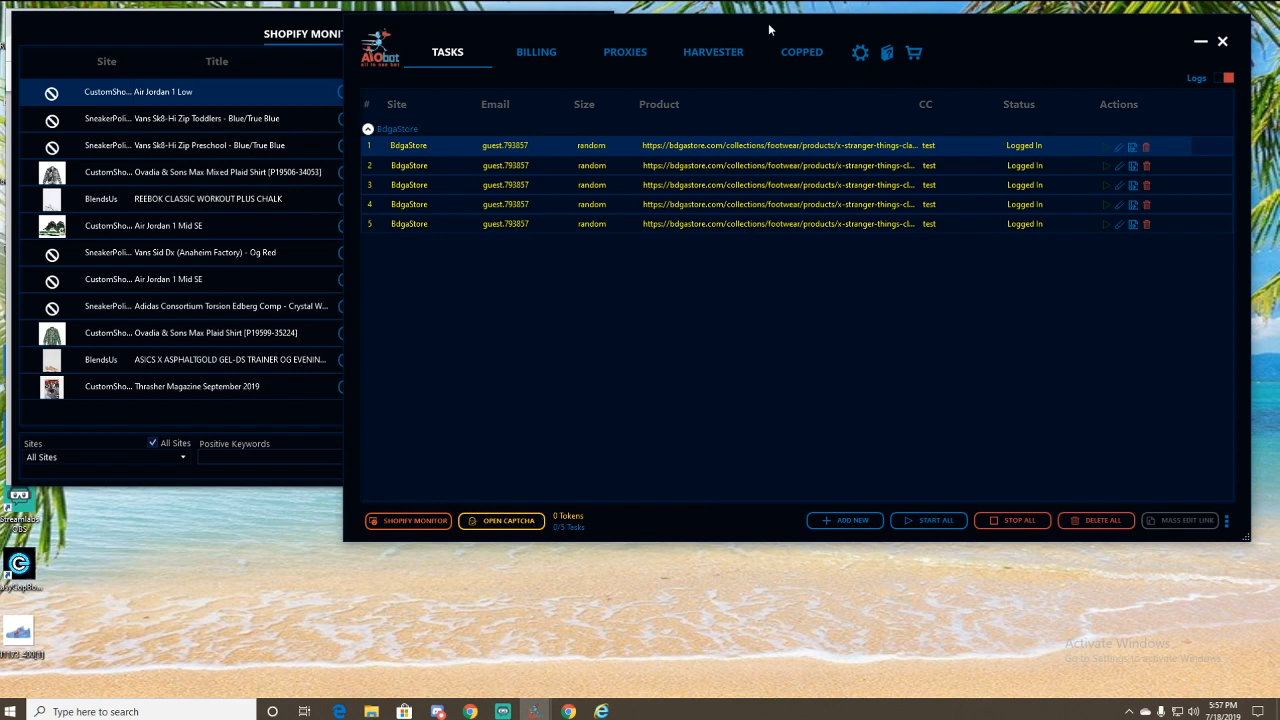 SHOPIFY MONI
Site Title
CustomSho... Air Jordan 1 Low
SneakerPoli... Vans Sk8-Hi Zip Toddlers - Blue/True Blue
SneakerPoli... Vans Sk8-Hi Zip Preschool - Blue/True Blue
CustomSho... Ovadia & Sons Max Mixed Plaid Shirt [P19506-34053]
BlendsUs REEBOK CLASSIC WORKOUT PLUS CHALK
CustomSho... Air Jordan 1 Mid SE
SneakerPoli... Vans Sid Dx (Anaheim Factory) - Og Red
CustomSho... Air Jordan 1 Mid SE
SneakerPoli... Adidas Consortium Torsion Edberg Comp - Crystal W...
CustomSho... Ovadia & Sons Max Plaid Shirt [P19599-35224]
BlendsUs ASICS X ASPHALTGOLD GEL-DS TRAINER OG EVENIN...
CustomSho... Thrasher Magazine September 2019
Sites All Sites Positive Keywords
All Sites
AIObot
all in one bot
TASKS BILLING PROXIES HARVESTER COPPED
Logs
# Site Email Size Product CC Status Actions
BdgaStore
1 BdgaStore guest.793857 random https://bdgastore.com/collections/footwear/products/x-stranger-things-cla... test Logged In
2 BdgaStore guest.793857 random https://bdgastore.com/collections/footwear/products/x-stranger-things-cl... test Logged In
3 BdgaStore guest.793857 random https://bdgastore.com/collections/footwear/products/x-stranger-things-cl... test Logged In
4 BdgaStore guest.793857 random https://bdgastore.com/collections/footwear/products/x-stranger-things-cl... test Logged In
5 BdgaStore guest.793857 random https://bdgastore.com/collections/footwear/products/x-stranger-things-cl... test Logged In
SHOPIFY MONITOR OPEN CAPTCHA 0 Tokens
0/5 Tasks
ADD NEW START ALL STOP ALL DELETE ALL MASS EDIT LINK
Streamlabs
OBS
Activate Windows
Go to Settings to activate Windows.
Type here to search
5:57 PM
7/18/2019